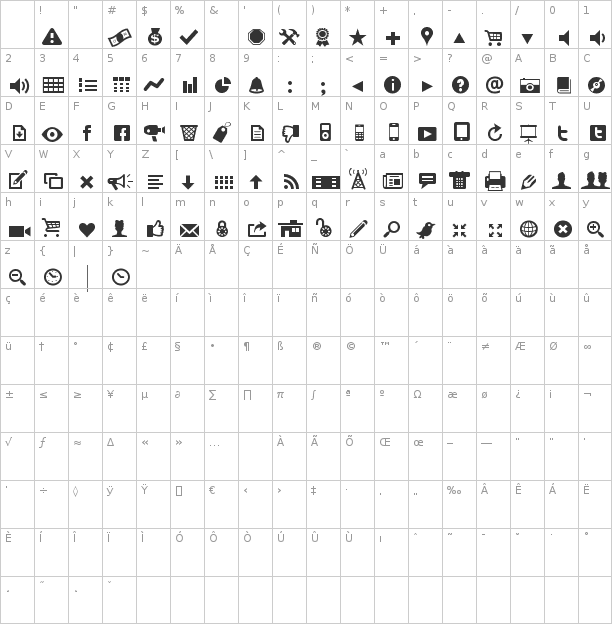 ! " # $ % & ' ( ) * + , - . / 0 1
2 3 4 5 6 7 8 9 : ; < = > ? @ A B C
D E F G H I J K L M N O P Q R S T U
V W X Y Z [ \ ] ^ _ ` a b c d e f g
h i j k l m n o p q r s t u v w x y
z { | } ~ Ä Å Ç É Ñ Ö Ü á à â ä ã å
ç é è ê ë í ì î ï ñ ó ò ô ö õ ú ù û
ü † ° ¢ £ § • ¶ ß ® © ™ ´ ¨ ≠ Æ Ø ∞
± ≤ ≥ ¥ µ ∂ ∑ ∏ π ∫ ª º Ω æ ø ¿ ¡ ¬
√ ƒ ≈ ∆ « » … À Ã Õ Œ œ – — " " '
' ÷ ◊ ÿ Ÿ € ‹ › ‡ · ‚ „ ‰ Â Ê Á Ë
È Í Î Ï Ì Ó Ô Ò Ú Û Ù ı ˆ ˜ ¯ ˘ ˙ ˚
¸ ˝ ˛ ˇ